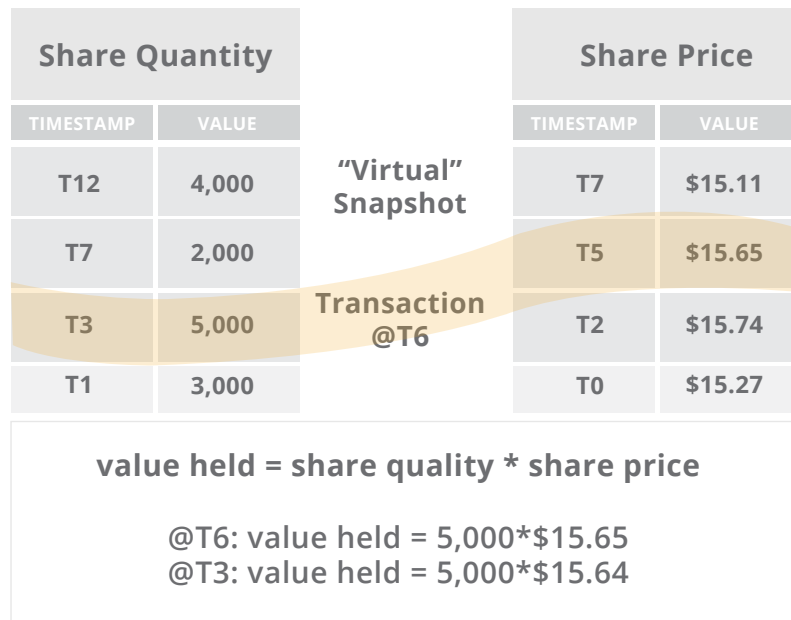 Share Quantity
TIMESTAMP VALUE
T12 4,000
T7 2,000
T3 5,000
T1 3,000
“Virtual”
Snapshot
Transaction
@T6
Share Price
TIMESTAMP VALUE
T7 $15.11
T5 $15.65
T2 $15.74
T0 $15.27
value held = share quality * share price
@T6: value held = 5,000*$15.65
@T3: value held = 5,000*$15.64